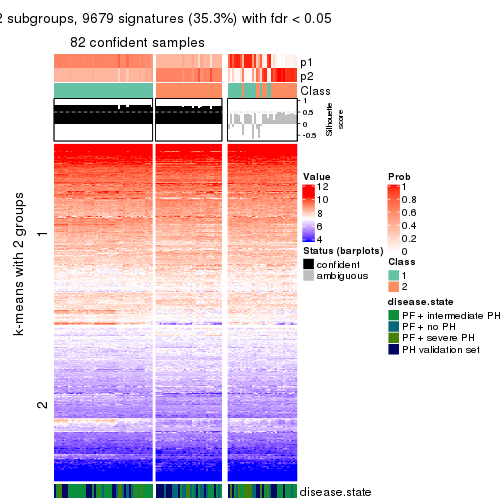 2 subgroups, 9679 signatures (35.3%) with fdr < 0.05
82 confident samples
p1
p2
Class
1
0.5
0
-0.5
Silhouette
score
k-means with 2 groups
1
2
Value
12
10
8
6
4
Status (barplots)
confident
ambiguous
Prob
1
0.8
0.6
0.4
0.2
0
Class
1
2
disease.state
PF + intermediate PH
PF + no PH
PF + severe PH
PH validation set
disease.state